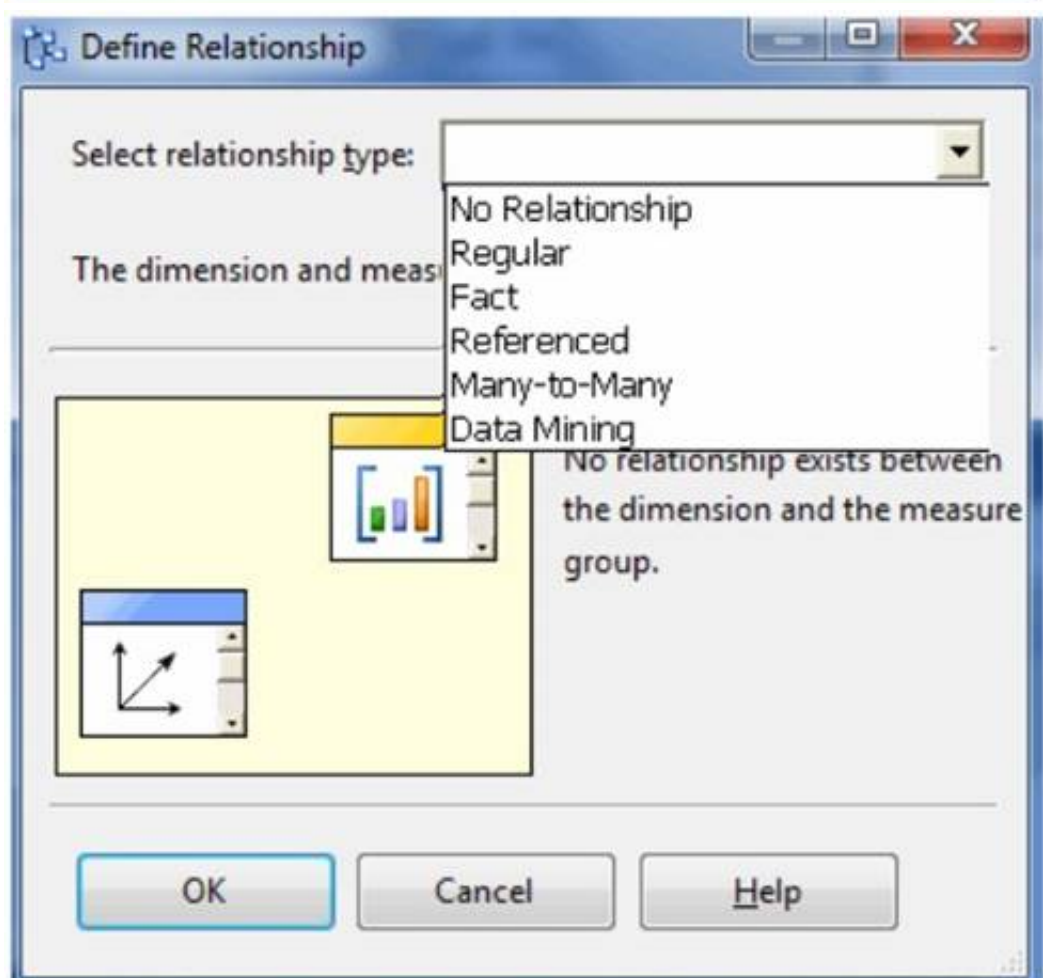 Define Relationship
Select relationship type:
No Relationship
Regular
The dimension and meas
Fact
Referenced
Many-to-Many
Data Mining
No relationship exists between
the dimension and the measure
group.
OK Cancel Help